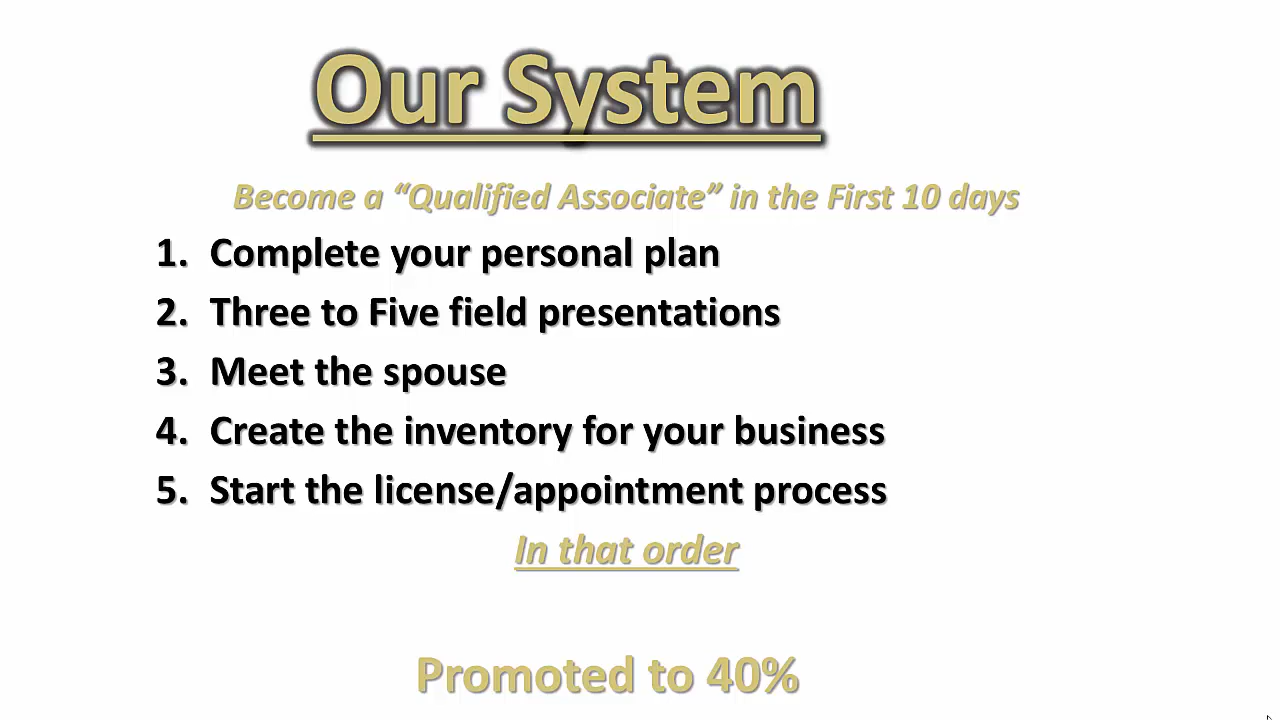 Our System
Become a “Qualified Associate” in the First 10 days
1. Complete your personal plan
2. Three to Five field presentations
3. Meet the spouse
4. Create the inventory for your business
5. Start the license/appointment process
In that order
Promoted to 40%